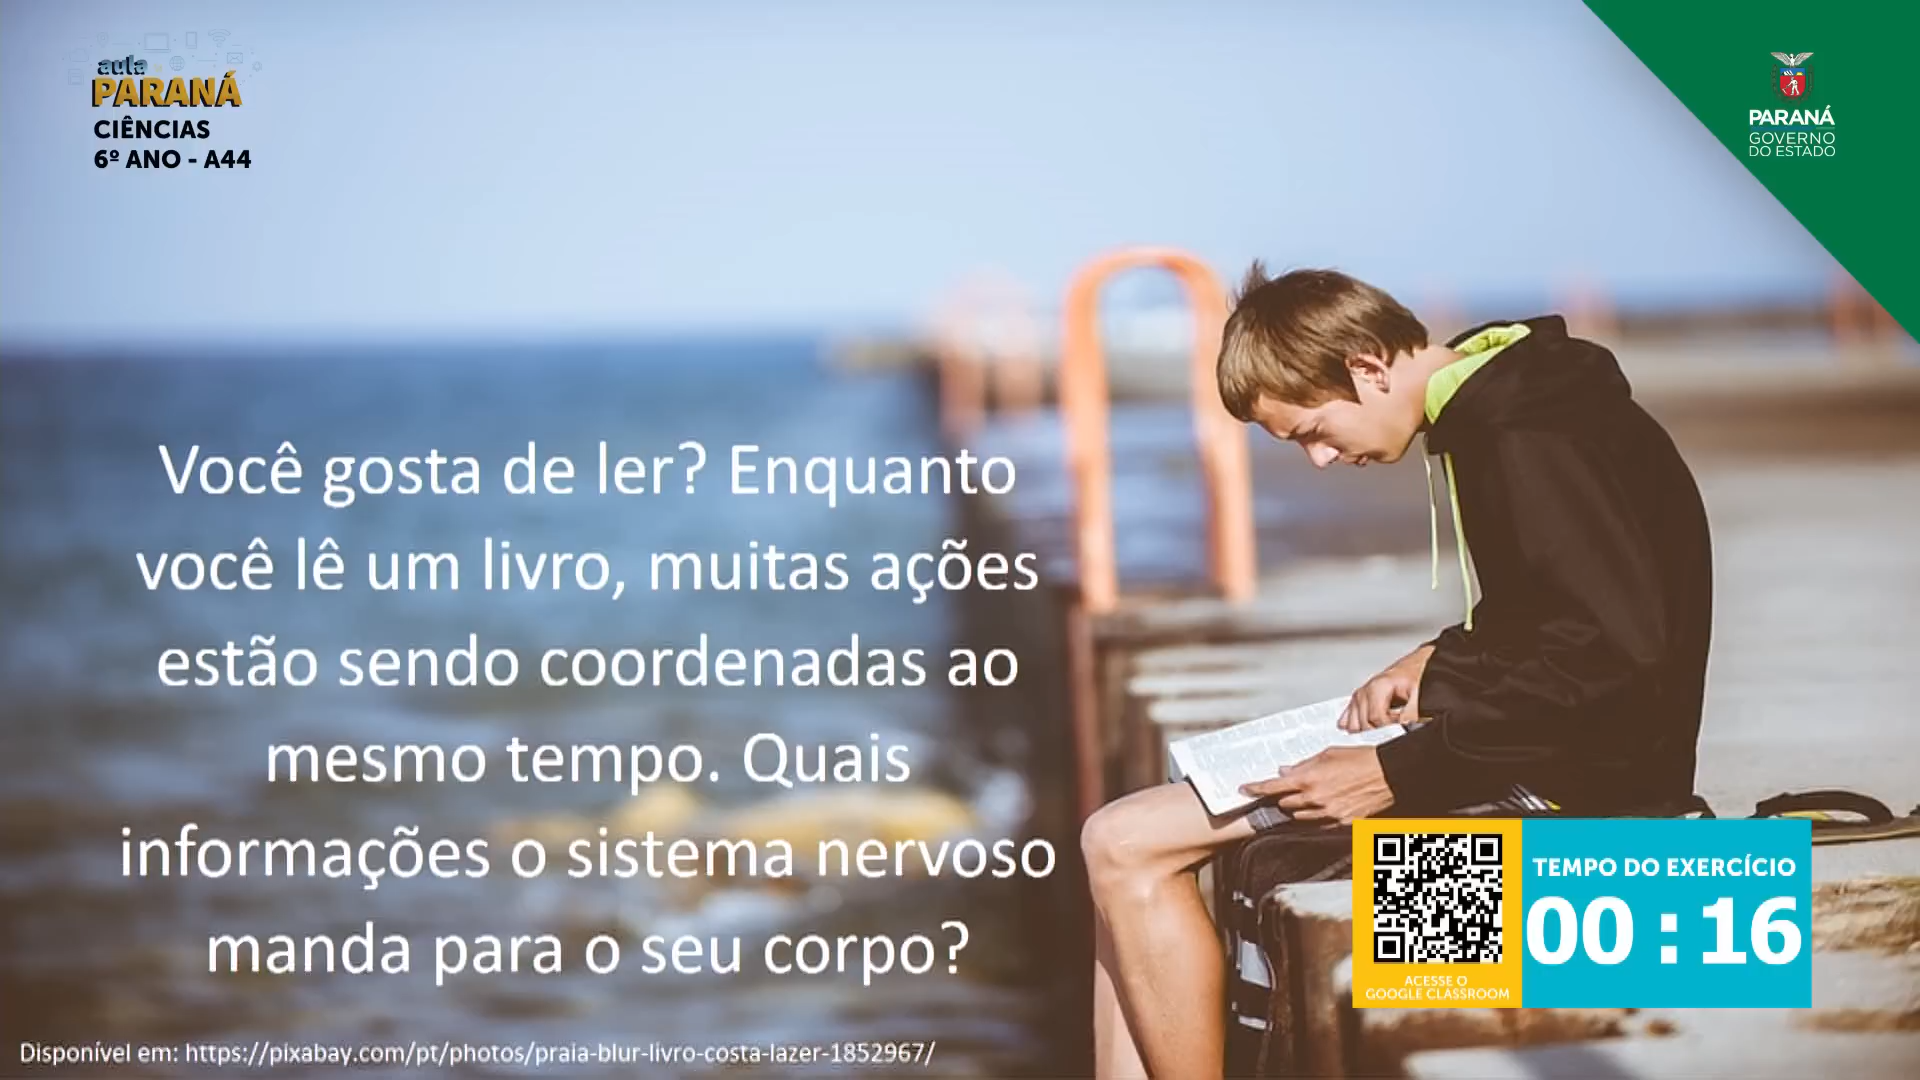 aula
PARANÁ
CIÊNCIAS
6º ANO - A44
PARANÁ
GOVERNO
DO ESTADO
Você gosta de ler? Enquanto
você lê um livro, muitas ações
estão sendo coordenadas ao
mesmo tempo. Quais
informações o sistema nervoso
manda para o seu corpo?
TEMPO DO EXERCÍCIO
00 : 16
ACESSE O
GOOGLE CLASSROOM
Disponível em: https://pixabay.com/pt/photos/praia-blur-livro-costa-lazer-1852967/